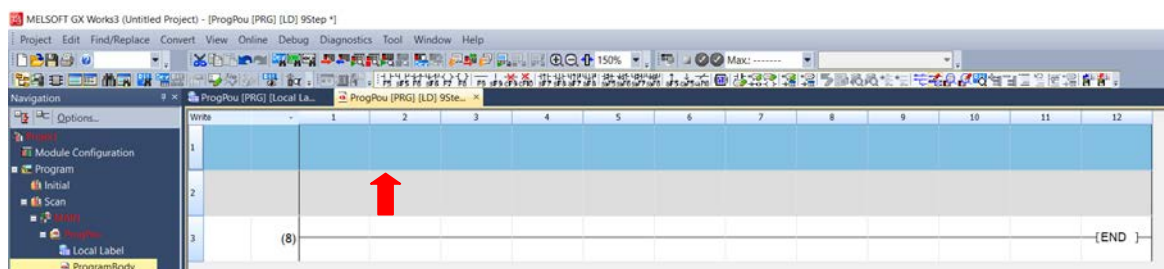 MELSOFT GX Works3 (Untitled Project) - [ProgPou [PRG] [LD] 9Step *]
Project Edit Find/Replace Convert View Online Debug Diagnostics Tool Window Help
150% Max.: --------
Navigation ProgPou [PRG] [Local La... ProgPou [PRG] [LD] 9Ste...
Options... Write 1 2 3 4 5 6 7 8 9 10 11 12
Project
Module Configuration 1
Program
Initial
Scan 2
MAIN
ProgPou 3 (8) [END ]
Local Label
ProgramBody